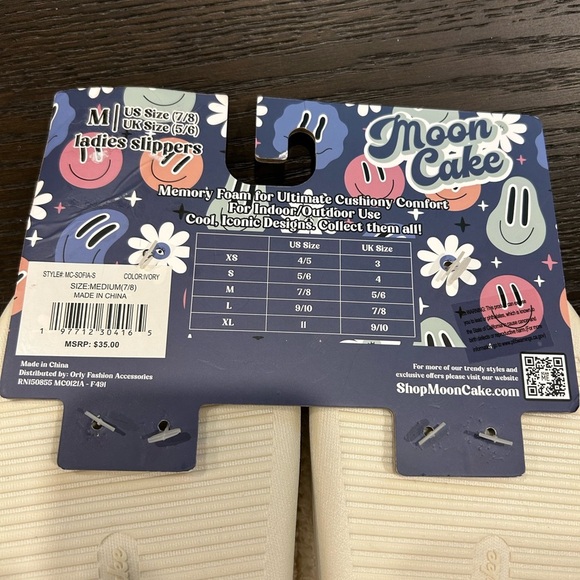 M | US Size (7/8)
UK Size (5/6)
ladies slippers
Moon
Cake
Memory Foam for Ultimate Cushiony Comfort
For Indoor/Outdoor Use
Cool, Iconic Designs. Collect them all!
US Size UK Size
XS 4/5 3
S 5/6 4
M 7/8 5/6
L 9/10 7/8
XL 11 9/10
STYLE#: MC-SOFIA-S COLOR:IVORY
SIZE:MEDIUM(7/8)
MADE IN CHINA
1 97712 30416 5
MSRP: $35.00
Made in China
Distributed by: Orly Fashion Accessories
RN150855 MC0121A - F491
For more of our trendy styles and
exclusive offers please visit our website
ShopMoonCake.com